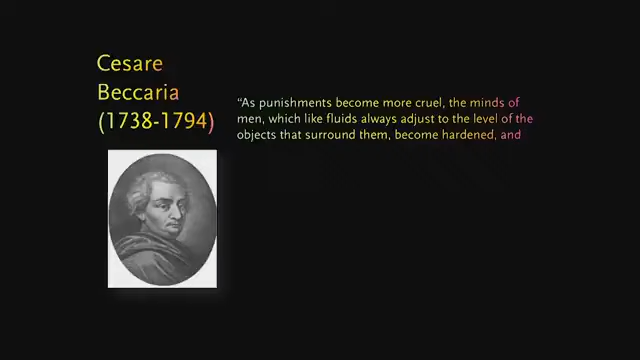 Cesare
Beccaria
(1738-1794)
“As punishments become more cruel, the minds of
men, which like fluids always adjust to the level of the
objects that surround them, become hardened, and